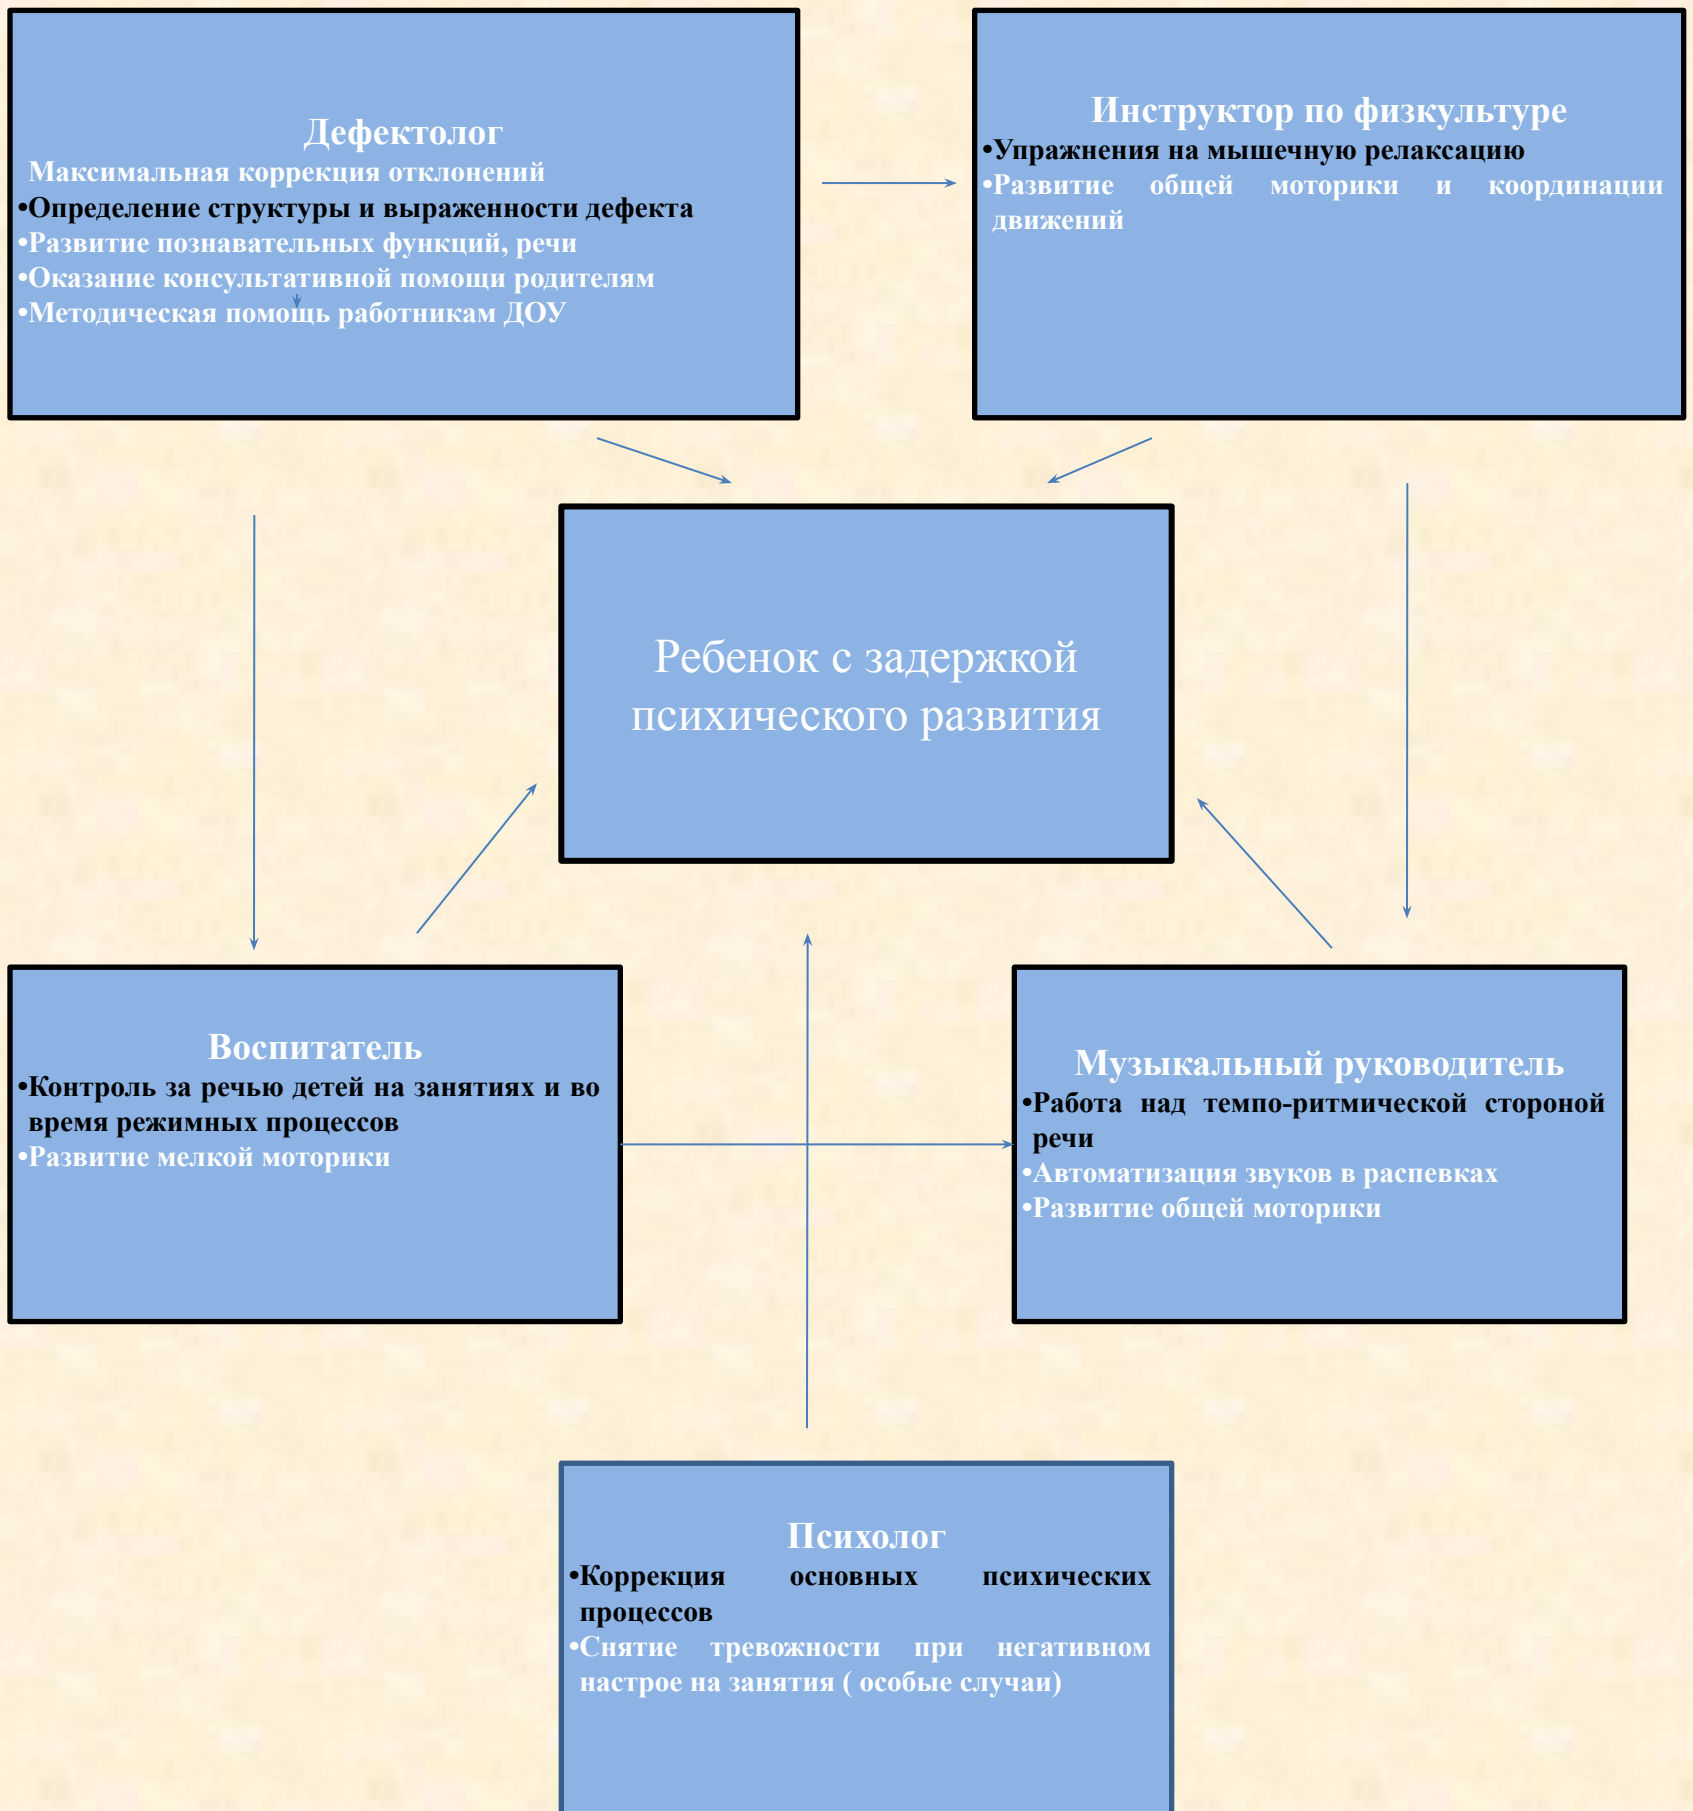 Дефектолог
Максимальная коррекция отклонений
•Определение структуры и выраженности дефекта
•Развитие познавательных функций, речи
•Оказание консультативной помощи родителям
•Методическая помощь работникам ДОУ
Инструктор по физкультуре
•Упражнения на мышечную релаксацию
•Развитие общей моторики и координации
движений
Ребенок с задержкой
психического развития
Воспитатель
•Контроль за речью детей на занятиях и во
время режимных процессов
•Развитие мелкой моторики
Музыкальный руководитель
•Работа над темпо-ритмической стороной
речи
•Автоматизация звуков в распевках
•Развитие общей моторики
Психолог
•Коррекция основных психических
процессов
•Снятие тревожности при негативном
настрое на занятия ( особые случаи)